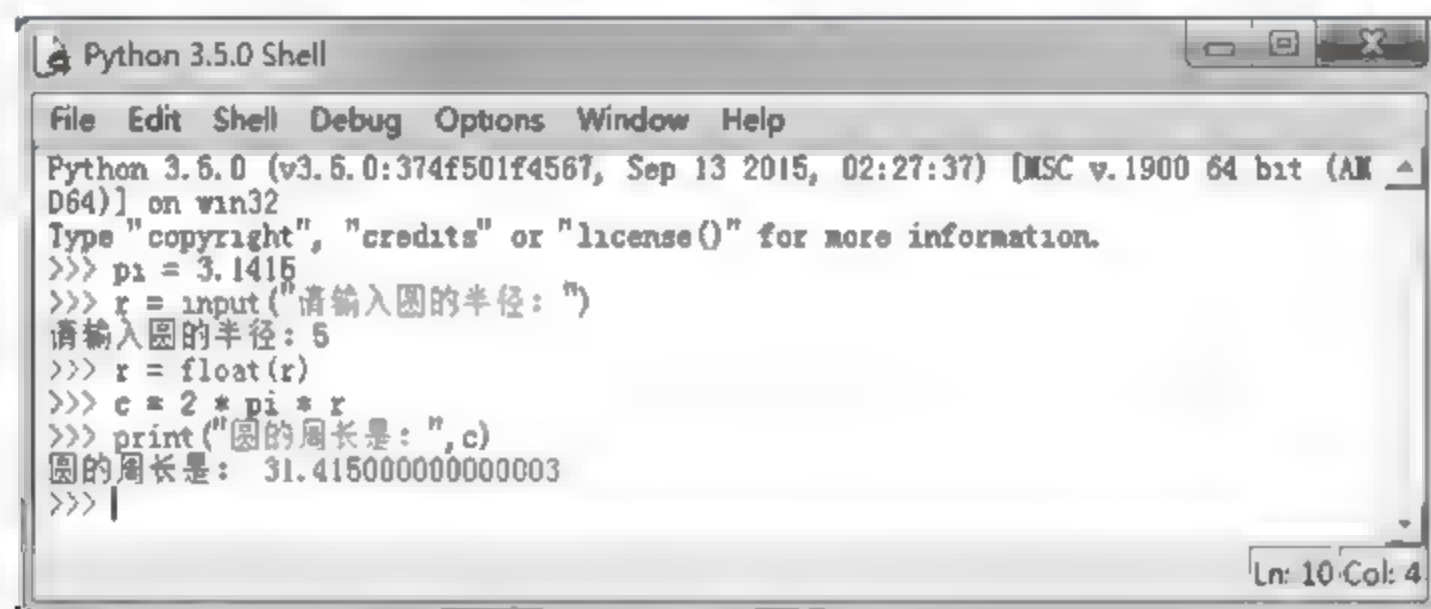 Python 3.5.0 Shell
File Edit Shell Debug Options Window Help
Python 3.5.0 (v3.5.0:374f501f4567, Sep 13 2015, 02:27:37) [MSC v.1900 64 bit (AM
D64)] on win32
Type "copyright", "credits" or "license()" for more information.
>>> pi = 3.1415
>>> r = input("请输入圆的半径：")
请输入圆的半径：5
>>> r = float(r)
>>> c = 2 * pi * r
>>> print("圆的周长是：",c)
圆的周长是： 31.415000000000003
>>>
Ln: 10 Col: 4